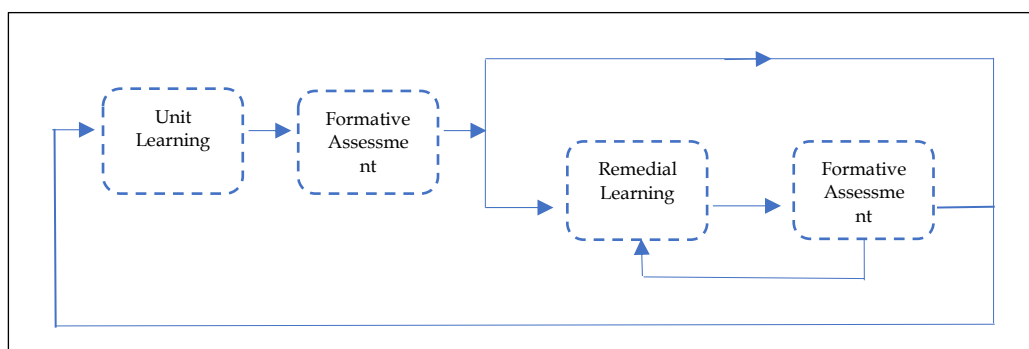 Unit
Learning
Formative
Assessme
nt
Remedial
Learning
Formative
Assessme
nt